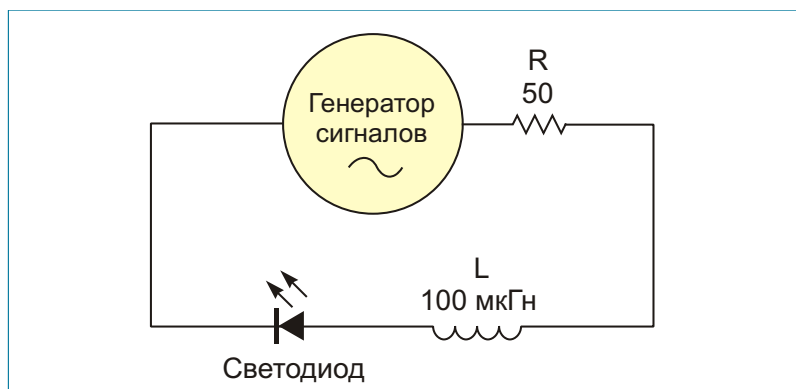 Генератор
сигналов
R
50
L
100 мкГн
Светодиод